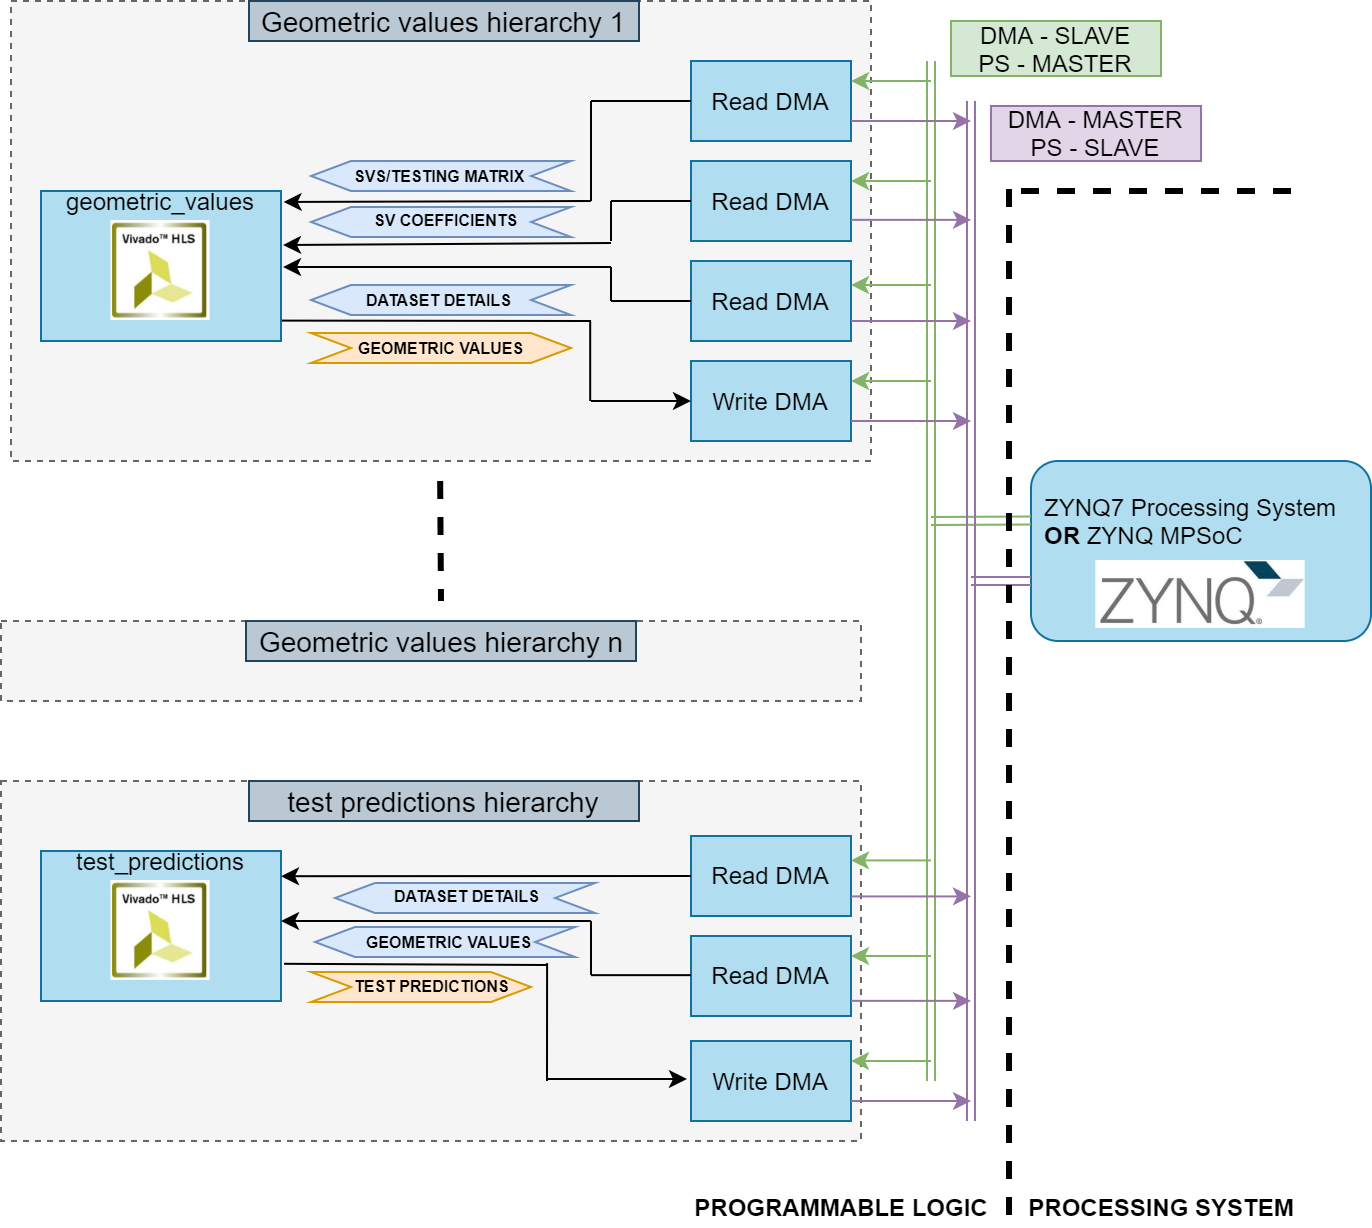 Geometric values hierarchy 1
DMA - SLAVE
PS - MASTER
Read DMA
DMA - MASTER
PS - SLAVE
SVS/TESTING MATRIX
geometric_values
Read DMA
SV COEFFICIENTS
Vivado™ HLS
DATASET DETAILS
Read DMA
GEOMETRIC VALUES
Write DMA
ZYNQ7 Processing System
OR ZYNQ MPSoC
ZYNQ®
Geometric values hierarchy n
test predictions hierarchy
test_predictions
Read DMA
Vivado™ HLS
DATASET DETAILS
GEOMETRIC VALUES
Read DMA
TEST PREDICTIONS
Write DMA
PROGRAMMABLE LOGIC
PROCESSING SYSTEM